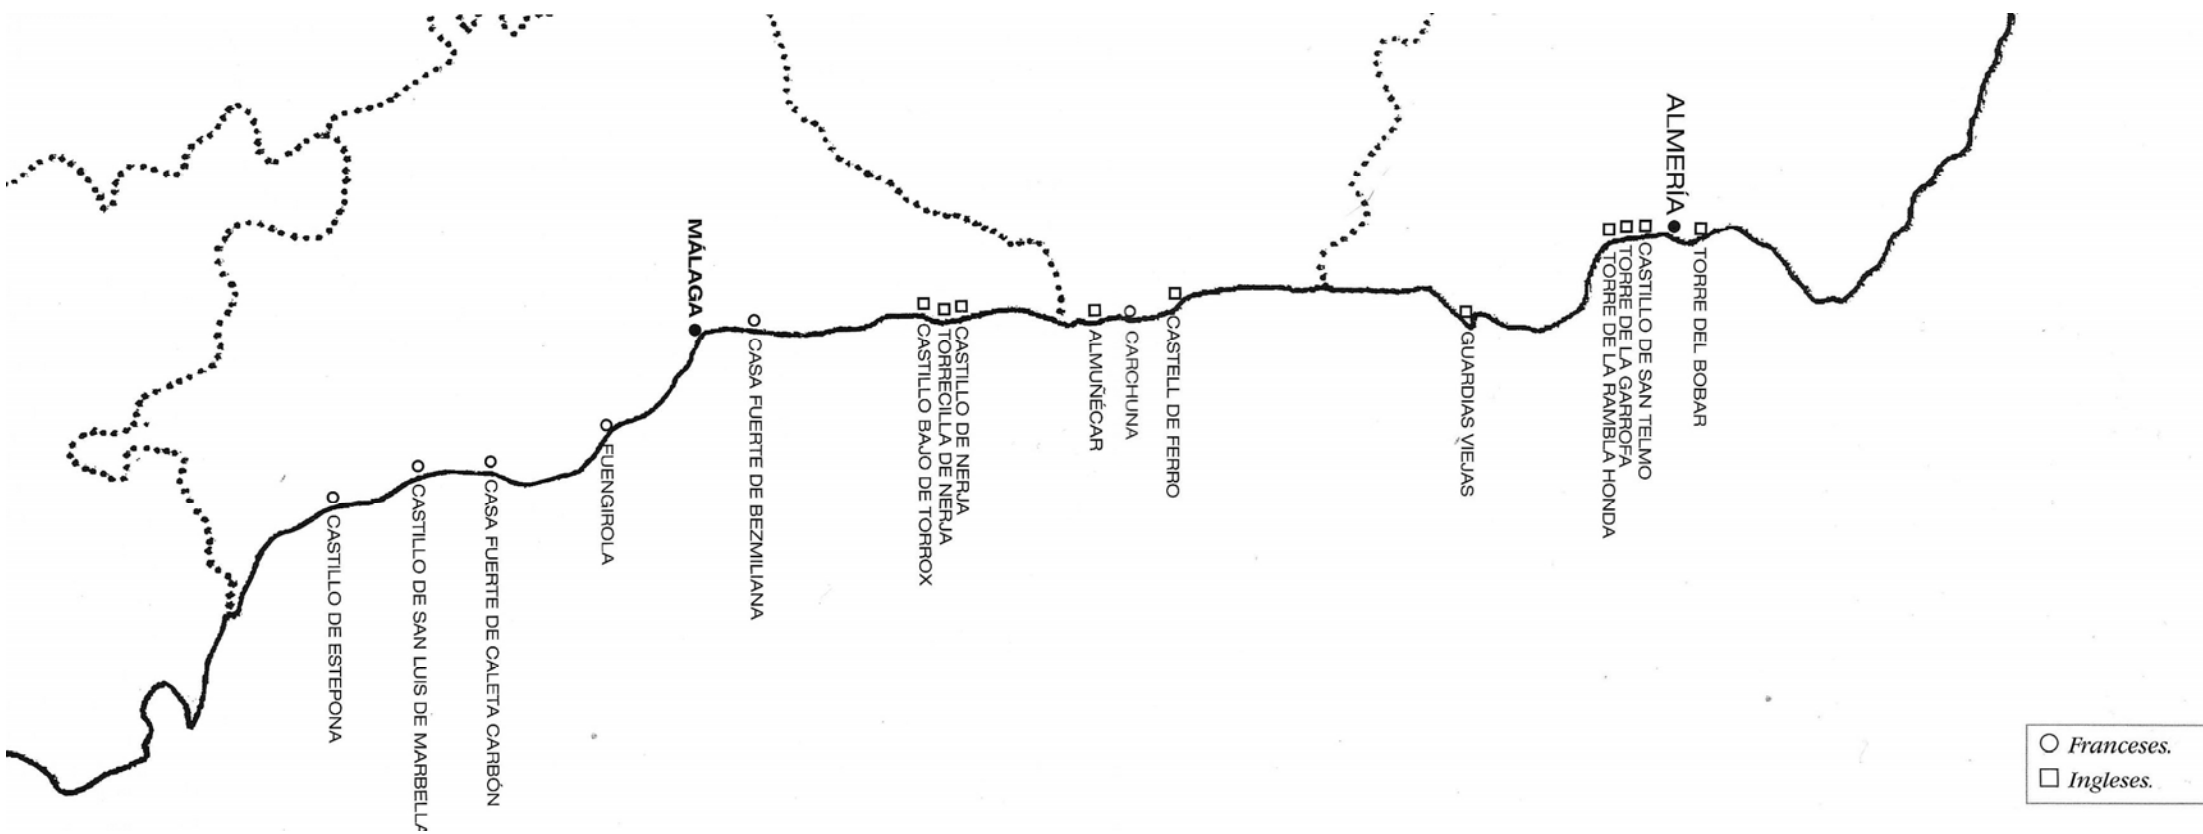 CASTILLO DE ESTEPONA
CASTILLO DE SAN LUIS DE MARBELLA
CASA FUERTE DE CALETA CARBÓN
FUENGIROLA
MÁLAGA
CASA FUERTE DE BEZMILIANA
CASTILLO BAJO DE TORROX
TORRECILLA DE NERJA
CASTILLO DE NERJA
ALMUÑÉCAR
CARCHUNA
CASTELL DE FERRO
GUARDIAS VIEJAS
TORRE DE LA RAMBLA HONDA
TORRE DE LA GARROFA
CASTILLO DE SAN TELMO
ALMERÍA
TORRE DEL BOBAR
Franceses.
Ingleses.